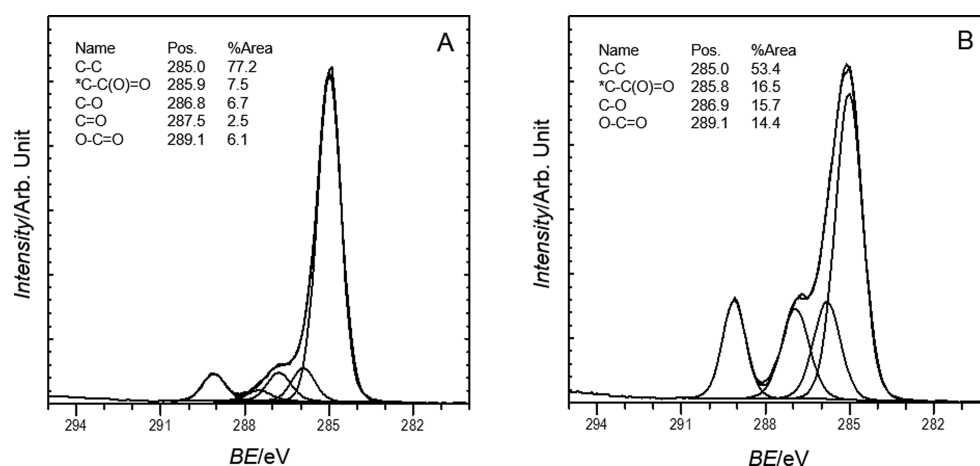 A
Name Pos. %Area
C-C 285.0 77.2
*C-C(O)=O 285.9 7.5
C-O 286.8 6.7
C=O 287.5 2.5
O-C=O 289.1 6.1
Intensity/Arb. Unit
294 291 288 285 282
BE/eV
B
Name Pos. %Area
C-C 285.0 53.4
*C-C(O)=O 285.8 16.5
C-O 286.9 15.7
O-C=O 289.1 14.4
Intensity/Arb. Unit
294 291 288 285 282
BE/eV